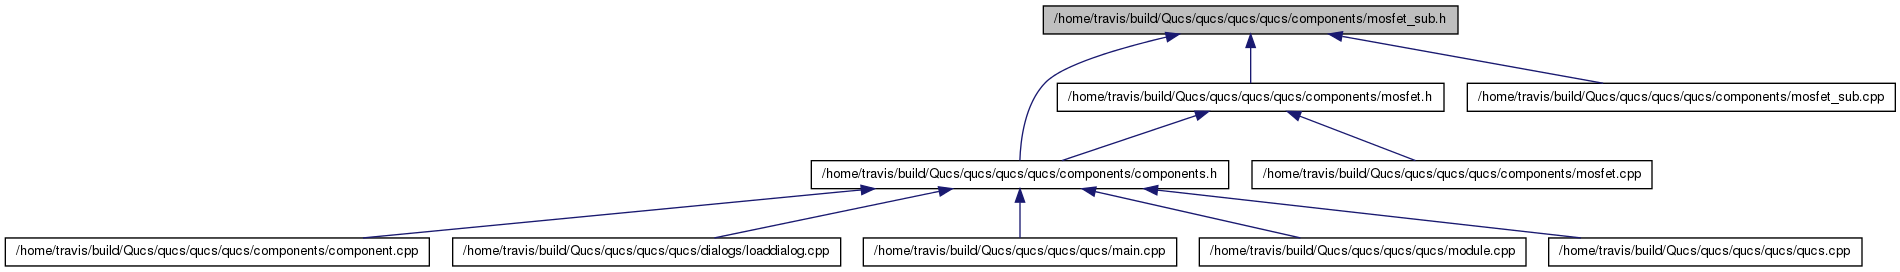 /home/travis/build/Qucs/qucs/qucs/qucs/components/mosfet_sub.h
/home/travis/build/Qucs/qucs/qucs/qucs/components/mosfet.h
/home/travis/build/Qucs/qucs/qucs/qucs/components/mosfet_sub.cpp
/home/travis/build/Qucs/qucs/qucs/qucs/components/components.h
/home/travis/build/Qucs/qucs/qucs/qucs/components/mosfet.cpp
/home/travis/build/Qucs/qucs/qucs/qucs/components/component.cpp
/home/travis/build/Qucs/qucs/qucs/qucs/dialogs/loaddialog.cpp
/home/travis/build/Qucs/qucs/qucs/qucs/main.cpp
/home/travis/build/Qucs/qucs/qucs/qucs/module.cpp
/home/travis/build/Qucs/qucs/qucs/qucs/qucs.cpp